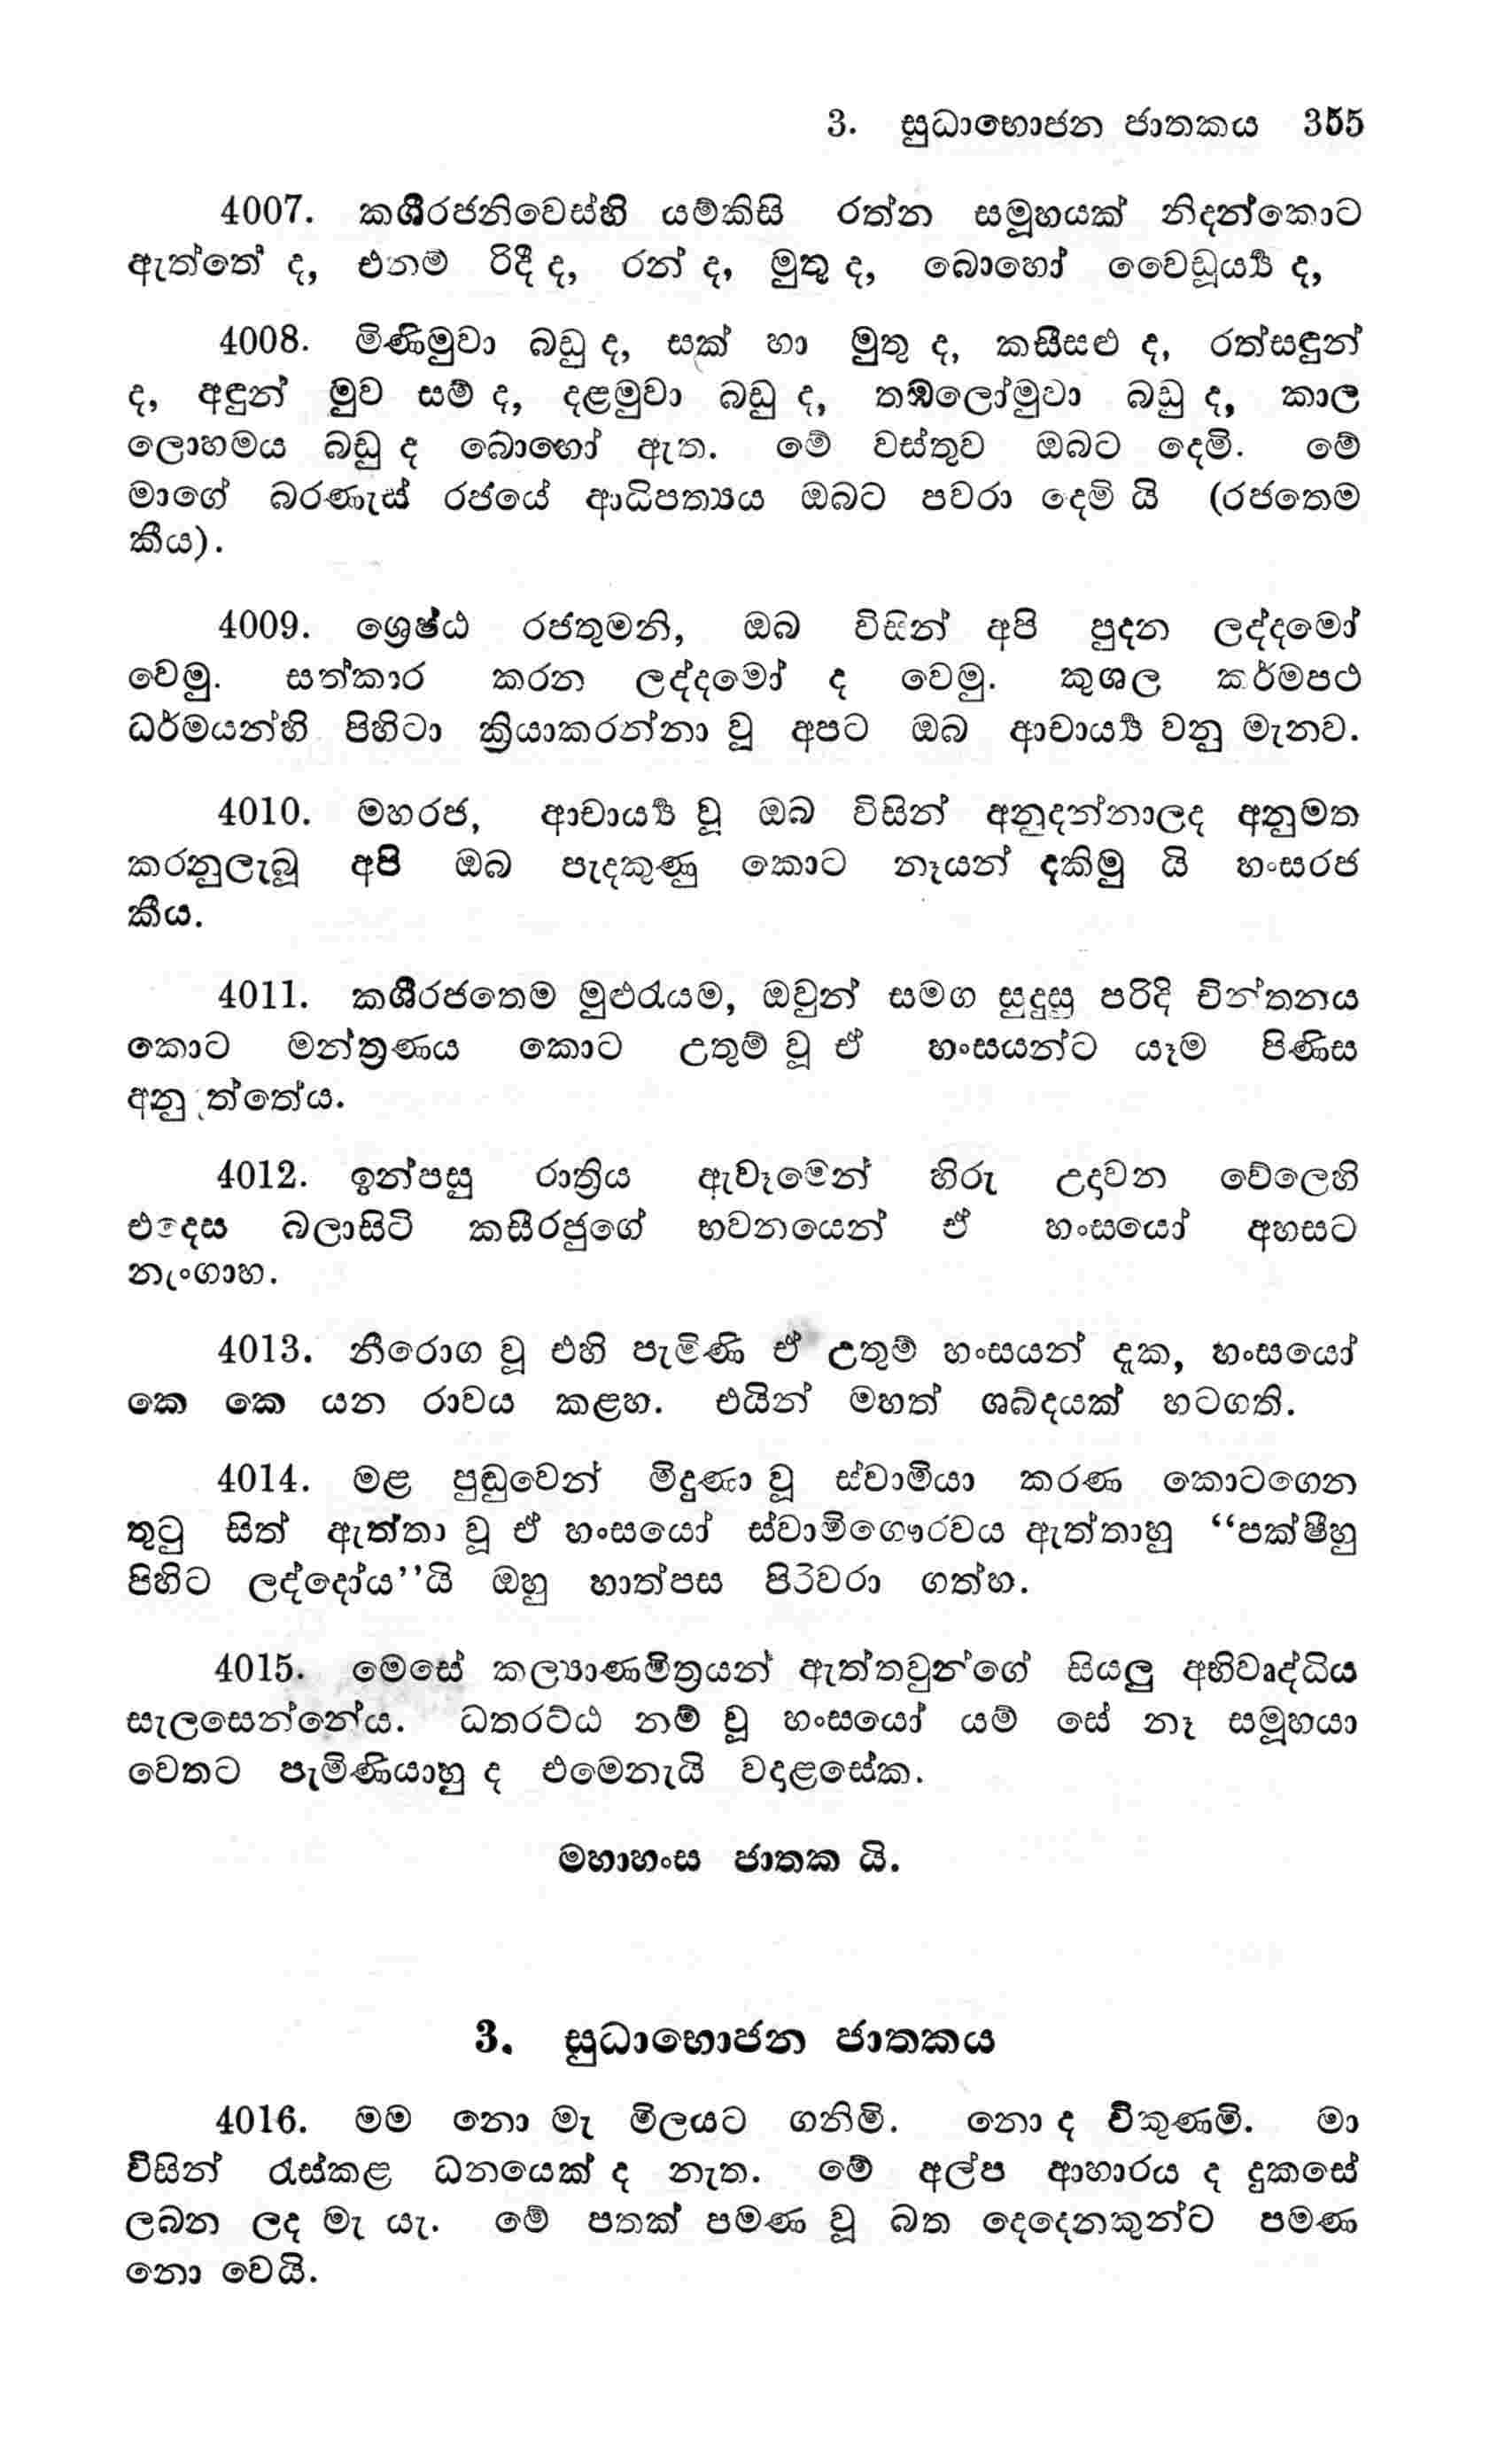 3. සුධාභොජන ජාතකය 355
4007. කශීරජනිවෙස්හි යම්කිසි රත්න සමූහයක් නිදන්කොට
ඇත්තේ ද, එනම් රිදී ද, රන් ද, මුතු ද, බොහෝ වෛඩූර්‍ය්‍ය ද,
4008. මිණිමුවා බඩු ද, සක් හා මුතු ද, කසීසළු ද, රත්සඳුන්
ද, අඳුන් මුව සම් ද, දළමුවා බඩු ද, තඹලෝමුවා බඩු ද, කාල
ලොහමය බඩු ද බොහෝ ඇත. මේ වස්තුව ඔබට දෙමි. මේ
මාගේ බරණැස් රජයේ ආධිපත්‍යය ඔබට පවරා දෙමි යි (රජතෙම
කීය).
4009. ශ්‍රෙෂ්ඨ රජතුමනි, ඔබ විසින් අපි පුදන ලද්දමෝ
වෙමු. සත්කාර කරන ලද්දමෝ ද වෙමු. කුශල කර්මපථ
ධර්මයන්හි පිහිටා ක්‍රියාකරන්නා වූ අපට ඔබ ආචාර්‍ය්‍ය වනු මැනව.
4010. මහරජ, ආචාර්‍ය්‍ය වූ ඔබ විසින් අනුදන්නාලද අනුමත
කරනුලැබූ අපි ඔබ පැදකුණු කොට නෑයන් දකිමු යි හංසරජ
කීය.
4011. කශීරජතෙම මුළුරැයම, ඔවුන් සමග සුදුසු පරිදි චින්තනය
කොට මන්ත්‍රණය කොට උතුම් වූ ඒ හංසයන්ට යෑම පිණිස
4012. ඉන්පසු රාත්‍රිය ඇවෑමෙන් හිරු උදාවන වේලෙහි
එදෙස බලාසිටි කසීරජුගේ භවනයෙන් ඒ හංසයෝ අහසට
නැංගාහ.
4013. නීරොග වූ එහි පැමිණි ඒ උතුම් හංසයන් දැක, හංසයෝ
කෙ කෙ යන රාවය කළහ. එයින් මහත් ශබ්දයක් හටගති.
4014. මළ පුඬුවෙන් මිදුණා වූ ස්වාමියා කරණ කොටගෙන
තුටු සිත් ඇත්තා වූ ඒ හංසයෝ ස්වාමිගෞරවය ඇත්තාහු “පක්ෂීහු
පිහිට ලද්දෝය’’යි ඔහු හාත්පස පිරිවරා ගත්හ.
4015. මෙසේ කල්‍යාණමිත්‍රයන් ඇත්තවුන්ගේ සියලු අභිවෘද්ධිය
සැලසෙන්නේය. ධතරට්ඨ නම් වූ හංසයෝ යම් සේ නෑ සමූහයා
වෙතට පැමිණියාහු ද එමෙනැයි වදාළසේක.
මහාහංස ජාතක යි.
3. සුධාභොජන ජාතකය
4016. මම නො මැ මිලයට ගනිමි. නො ද විකුණමි. මා
විසින් රැස්කළ ධනයෙක් ද නැත. මේ අල්ප ආහාරය ද දුකසේ
ලබන ලද මැ යැ. මේ පතක් පමණ වූ බත දෙදෙනකුන්ට පමණ
නො වෙයි.